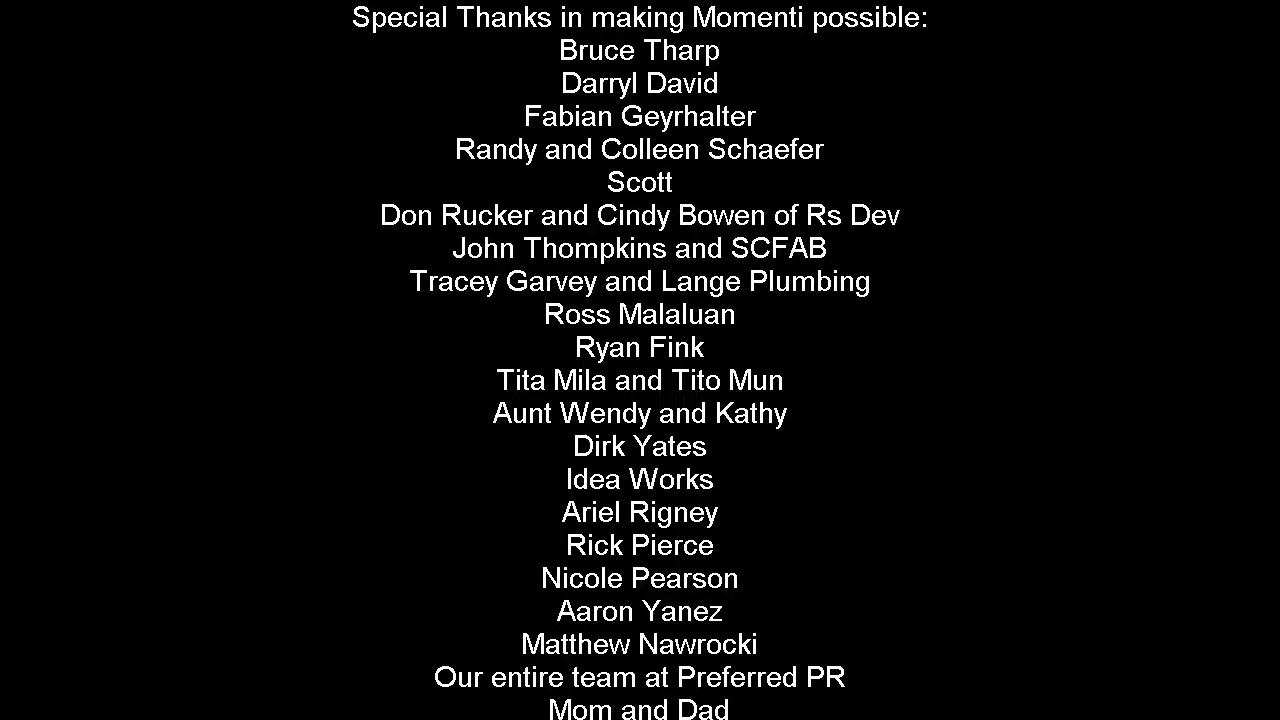 Special Thanks in making Momenti possible:
Bruce Tharp
Darryl David
Fabian Geyrhalter
Randy and Colleen Schaefer
Scott
Don Rucker and Cindy Bowen of Rs Dev
John Thompkins and SCFAB
Tracey Garvey and Lange Plumbing
Ross Malaluan
Ryan Fink
Tita Mila and Tito Mun
Aunt Wendy and Kathy
Dirk Yates
Idea Works
Ariel Rigney
Rick Pierce
Nicole Pearson
Aaron Yanez
Matthew Nawrocki
Our entire team at Preferred PR
Mom and Dad